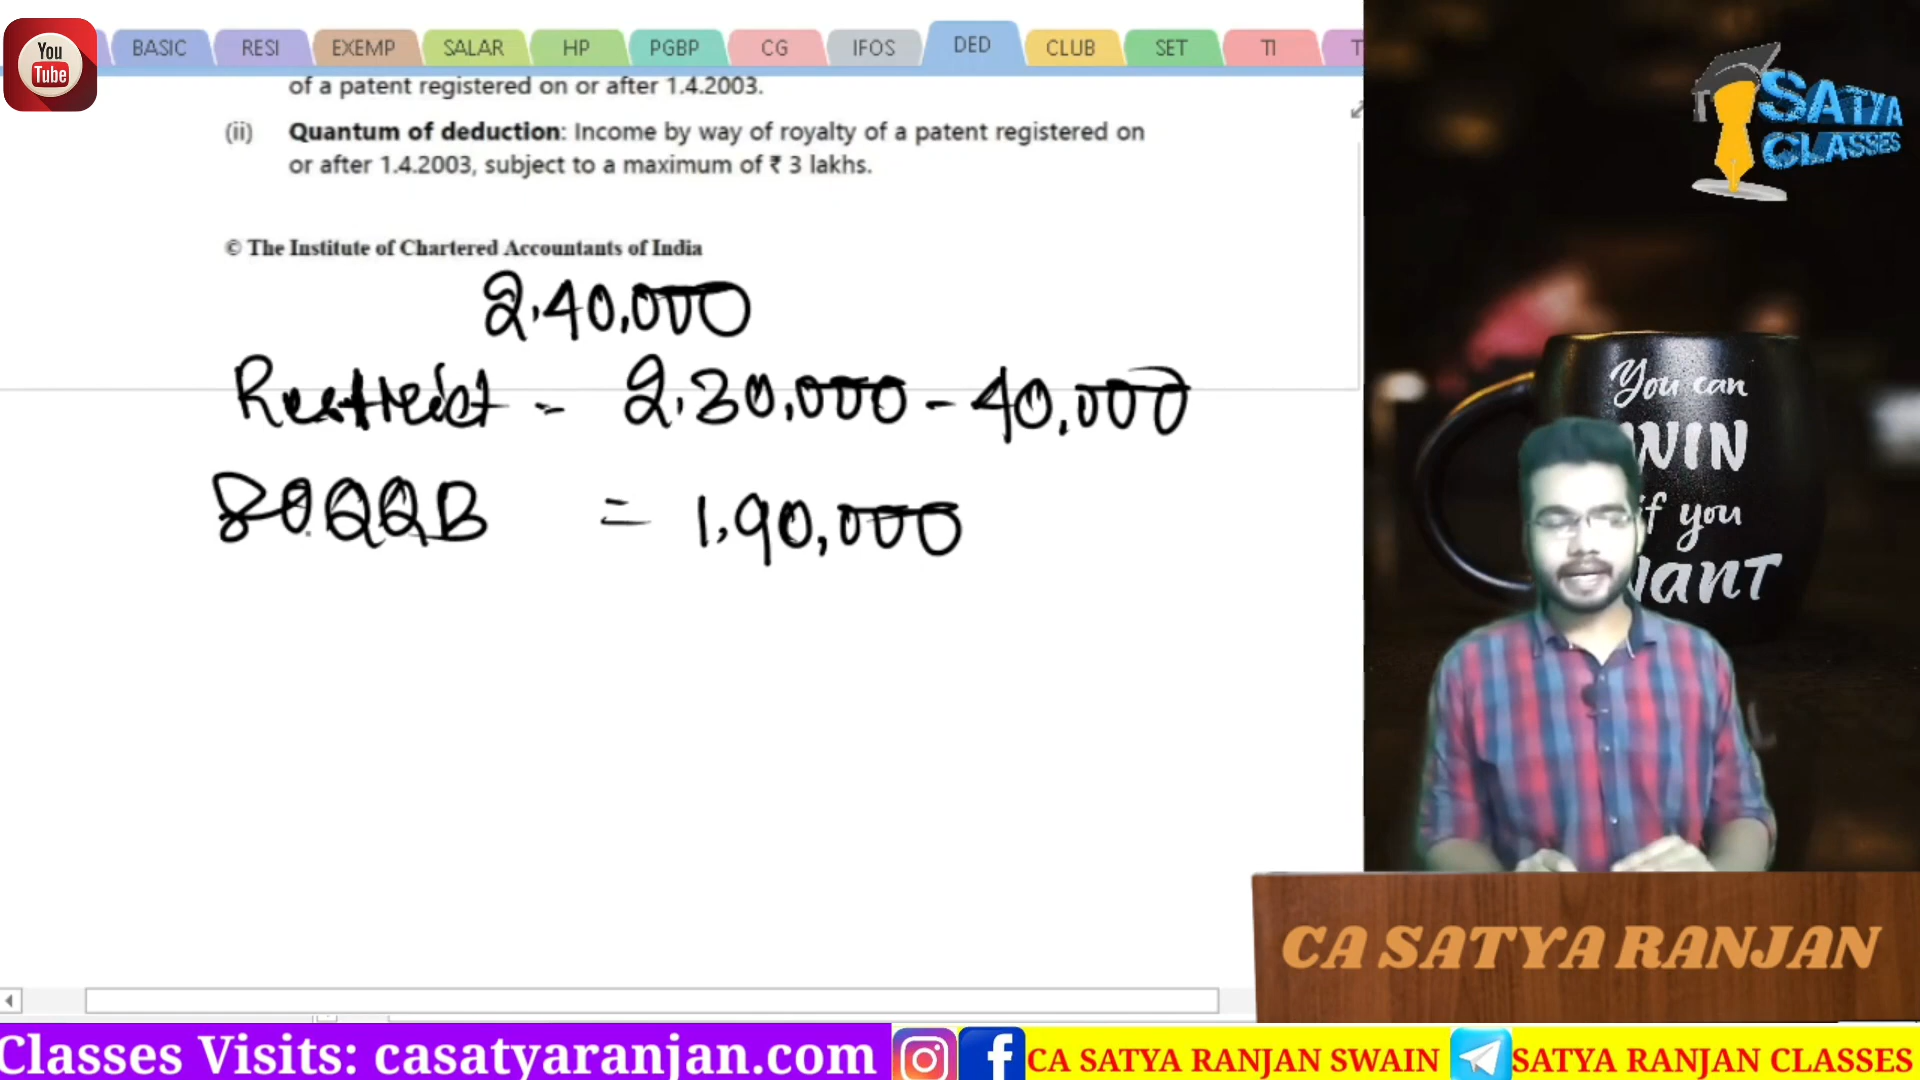 You
Tube
BASIC RESI EXEMP SALAR HP PGBP CG IFOS DED CLUB SET TI T
of a patent registered on or after 1.4.2003.
(ii) Quantum of deduction: Income by way of royalty of a patent registered on
or after 1.4.2003, subject to a maximum of ₹ 3 lakhs.
© The Institute of Chartered Accountants of India
2,40,000
Restrict - 2,30,000 - 40,000
80QQB = 1,90,000
SATYA
CLASSES
You can
WIN
if you
WANT
CA SATYA RANJAN
Classes Visits: casatyaranjan.com
CA SATYA RANJAN SWAIN
SATYA RANJAN CLASSES